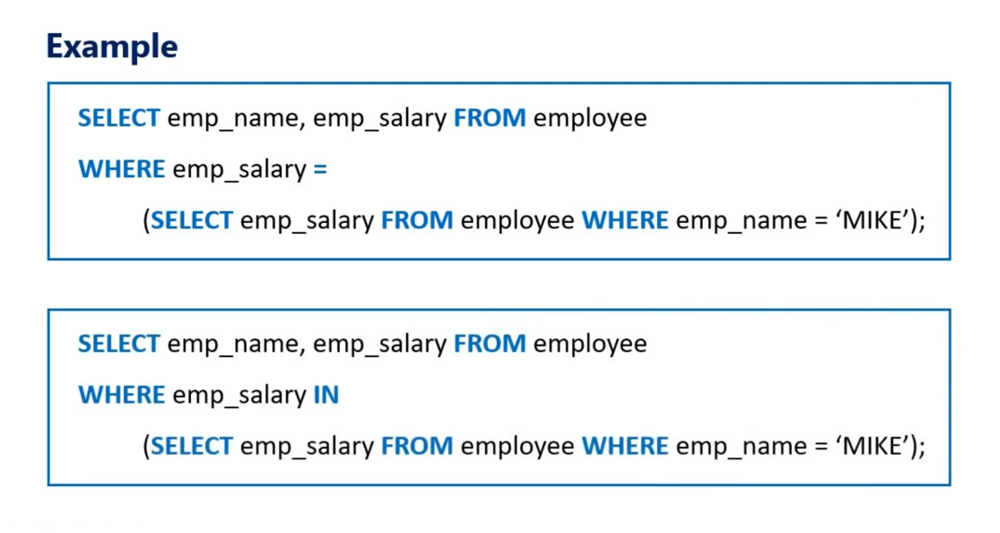 Example
SELECT emp_name, emp_salary FROM employee
WHERE emp_salary =
(SELECT emp_salary FROM employee WHERE emp_name = ‘MIKE’);
SELECT emp_name, emp_salary FROM employee
WHERE emp_salary IN
(SELECT emp_salary FROM employee WHERE emp_name = ‘MIKE’);